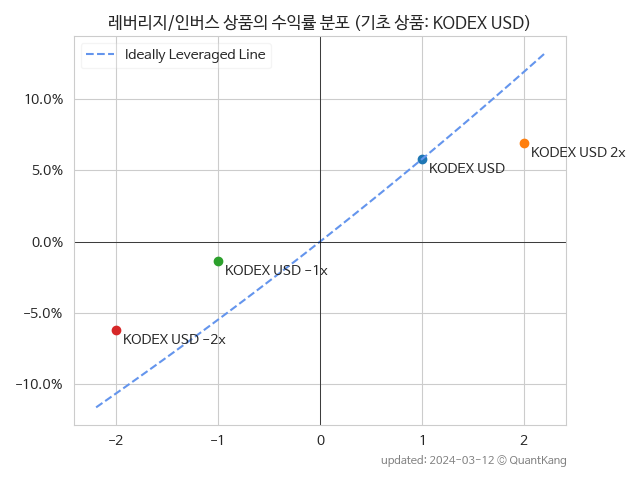 레버리지/인버스 상품의 수익률 분포 (기초 상품: KODEX USD)
Ideally Leveraged Line
10.0%
KODEX USD 2x
KODEX USD
5.0%
0.0%
KODEX USD −1x
−5.0%
KODEX USD −2x
−10.0%
−2 −1 0 1 2
updated: 2024-03-12 © QuantKang